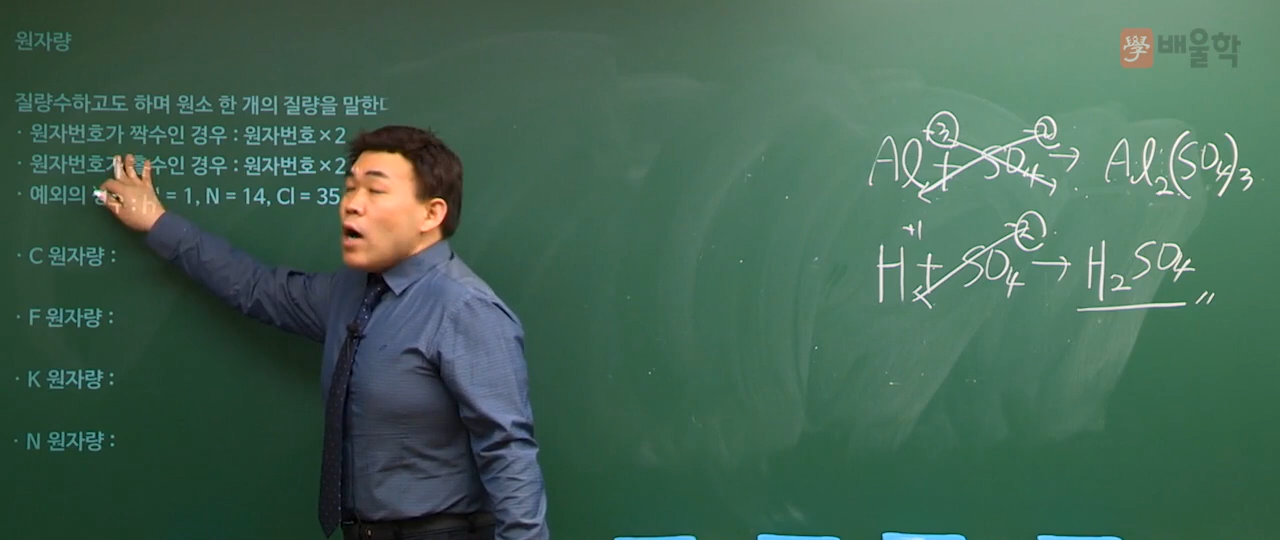 원자량
學 배울학
질량수하고도 하며 원소 한 개의 질량을 말한
· 원자번호가 짝수인 경우 : 원자번호×2
· 원자번호가 수인 경우 : 원자번호×2
· 예외의 = 1, N = 14, Cl = 35
· C 원자량 :
· F 원자량 :
· K 원자량 :
· N 원자량 :
Al + SO4 → Al2(SO4)3
+1
H + SO4 → H2SO4 〃